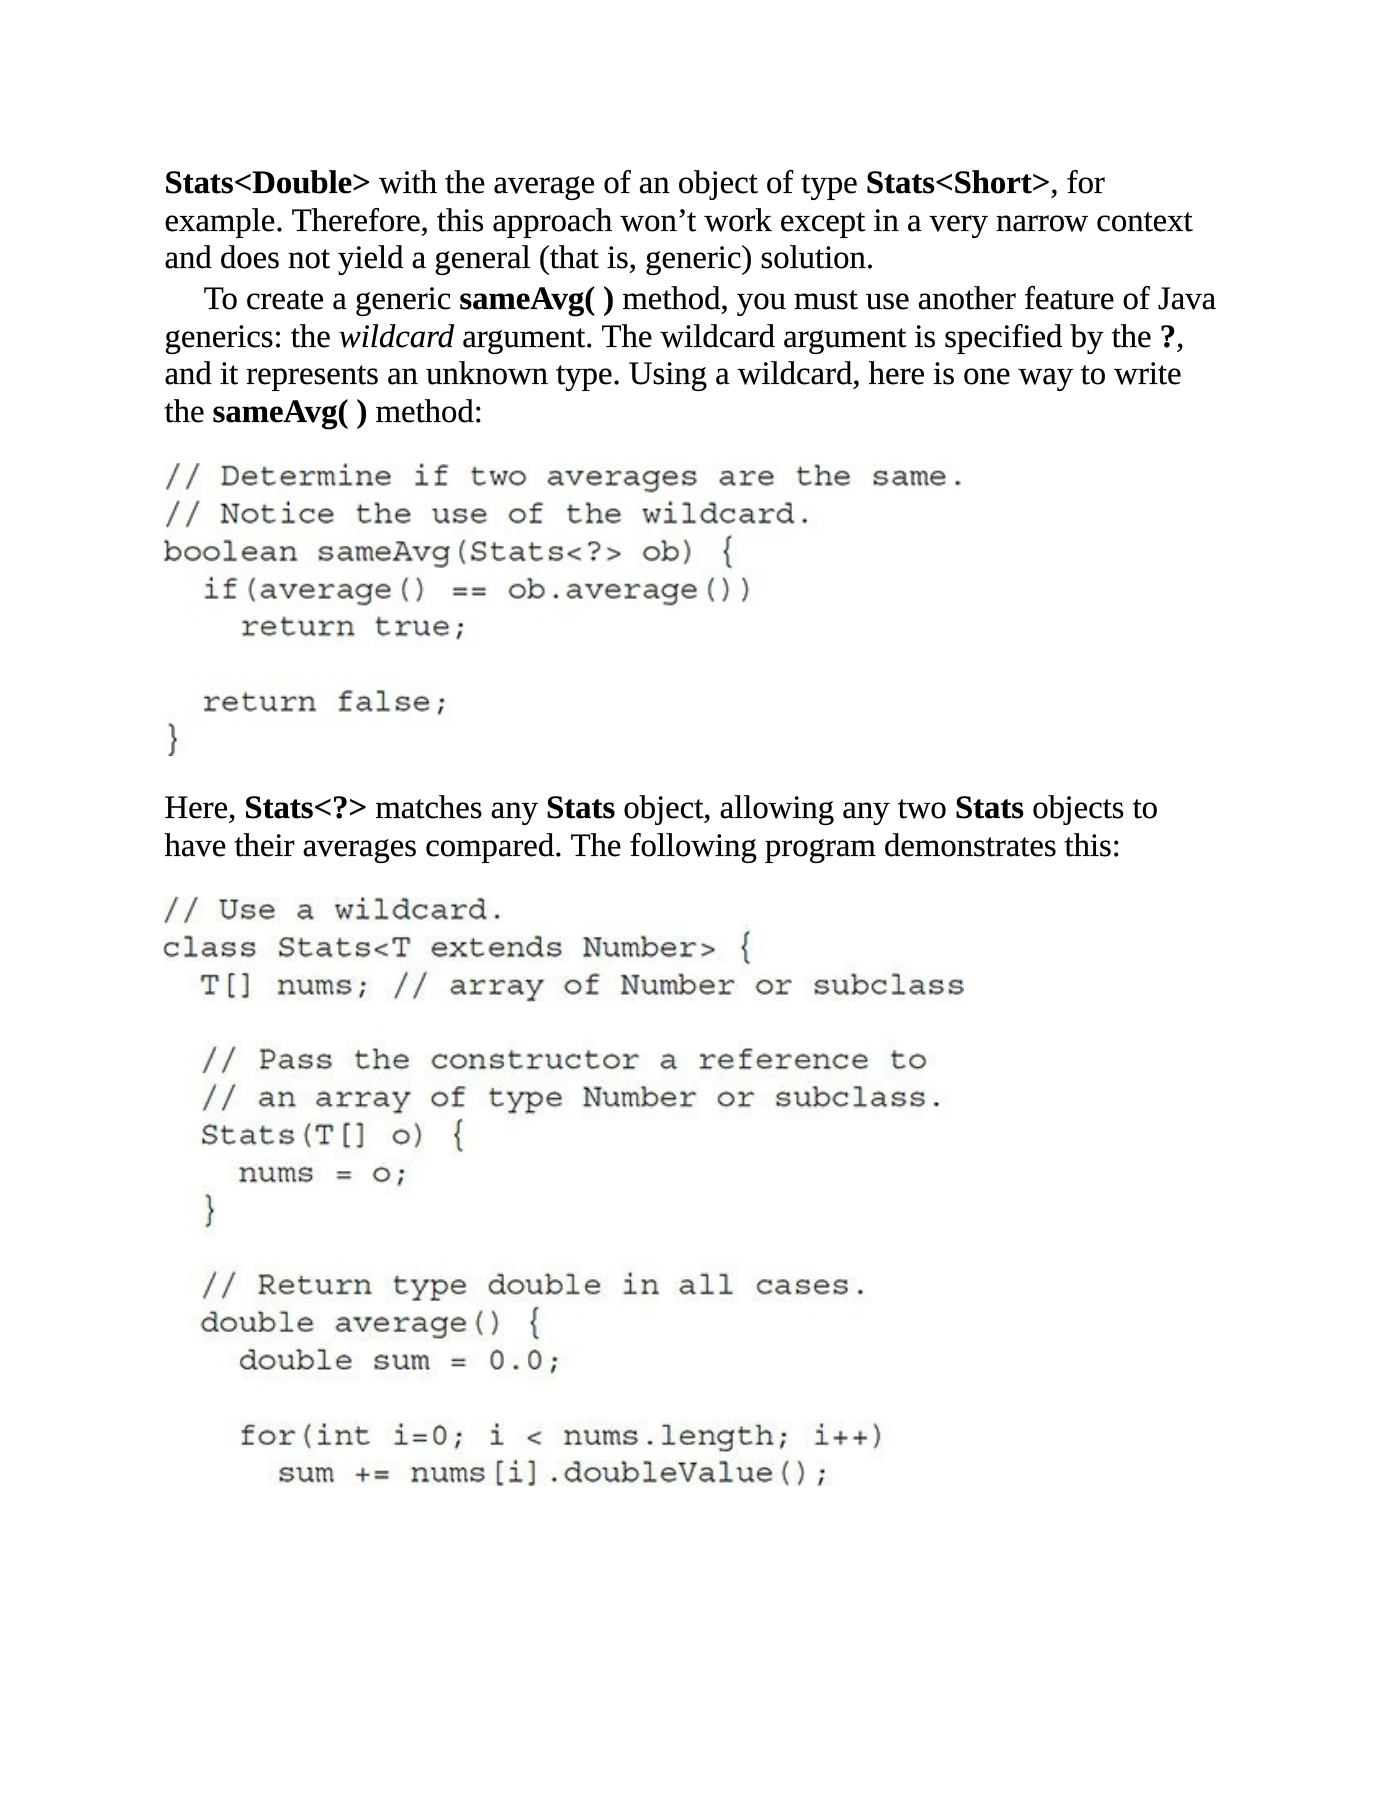 Stats<Double> with the average of an object of type Stats<Short>, for
example. Therefore, this approach won’t work except in a very narrow context
and does not yield a general (that is, generic) solution.
To create a generic sameAvg( ) method, you must use another feature of Java
generics: the wildcard argument. The wildcard argument is specified by the ?,
and it represents an unknown type. Using a wildcard, here is one way to write
the sameAvg( ) method:
// Determine if two averages are the same.
// Notice the use of the wildcard.
boolean sameAvg(Stats<?> ob) {
  if(average() == ob.average())
    return true;

  return false;
}
Here, Stats<?> matches any Stats object, allowing any two Stats objects to
have their averages compared. The following program demonstrates this:
// Use a wildcard.
class Stats<T extends Number> {
  T[] nums; // array of Number or subclass

  // Pass the constructor a reference to
  // an array of type Number or subclass.
  Stats(T[] o) {
    nums = o;
  }

  // Return type double in all cases.
  double average() {
    double sum = 0.0;

    for(int i=0; i < nums.length; i++)
      sum += nums[i].doubleValue();